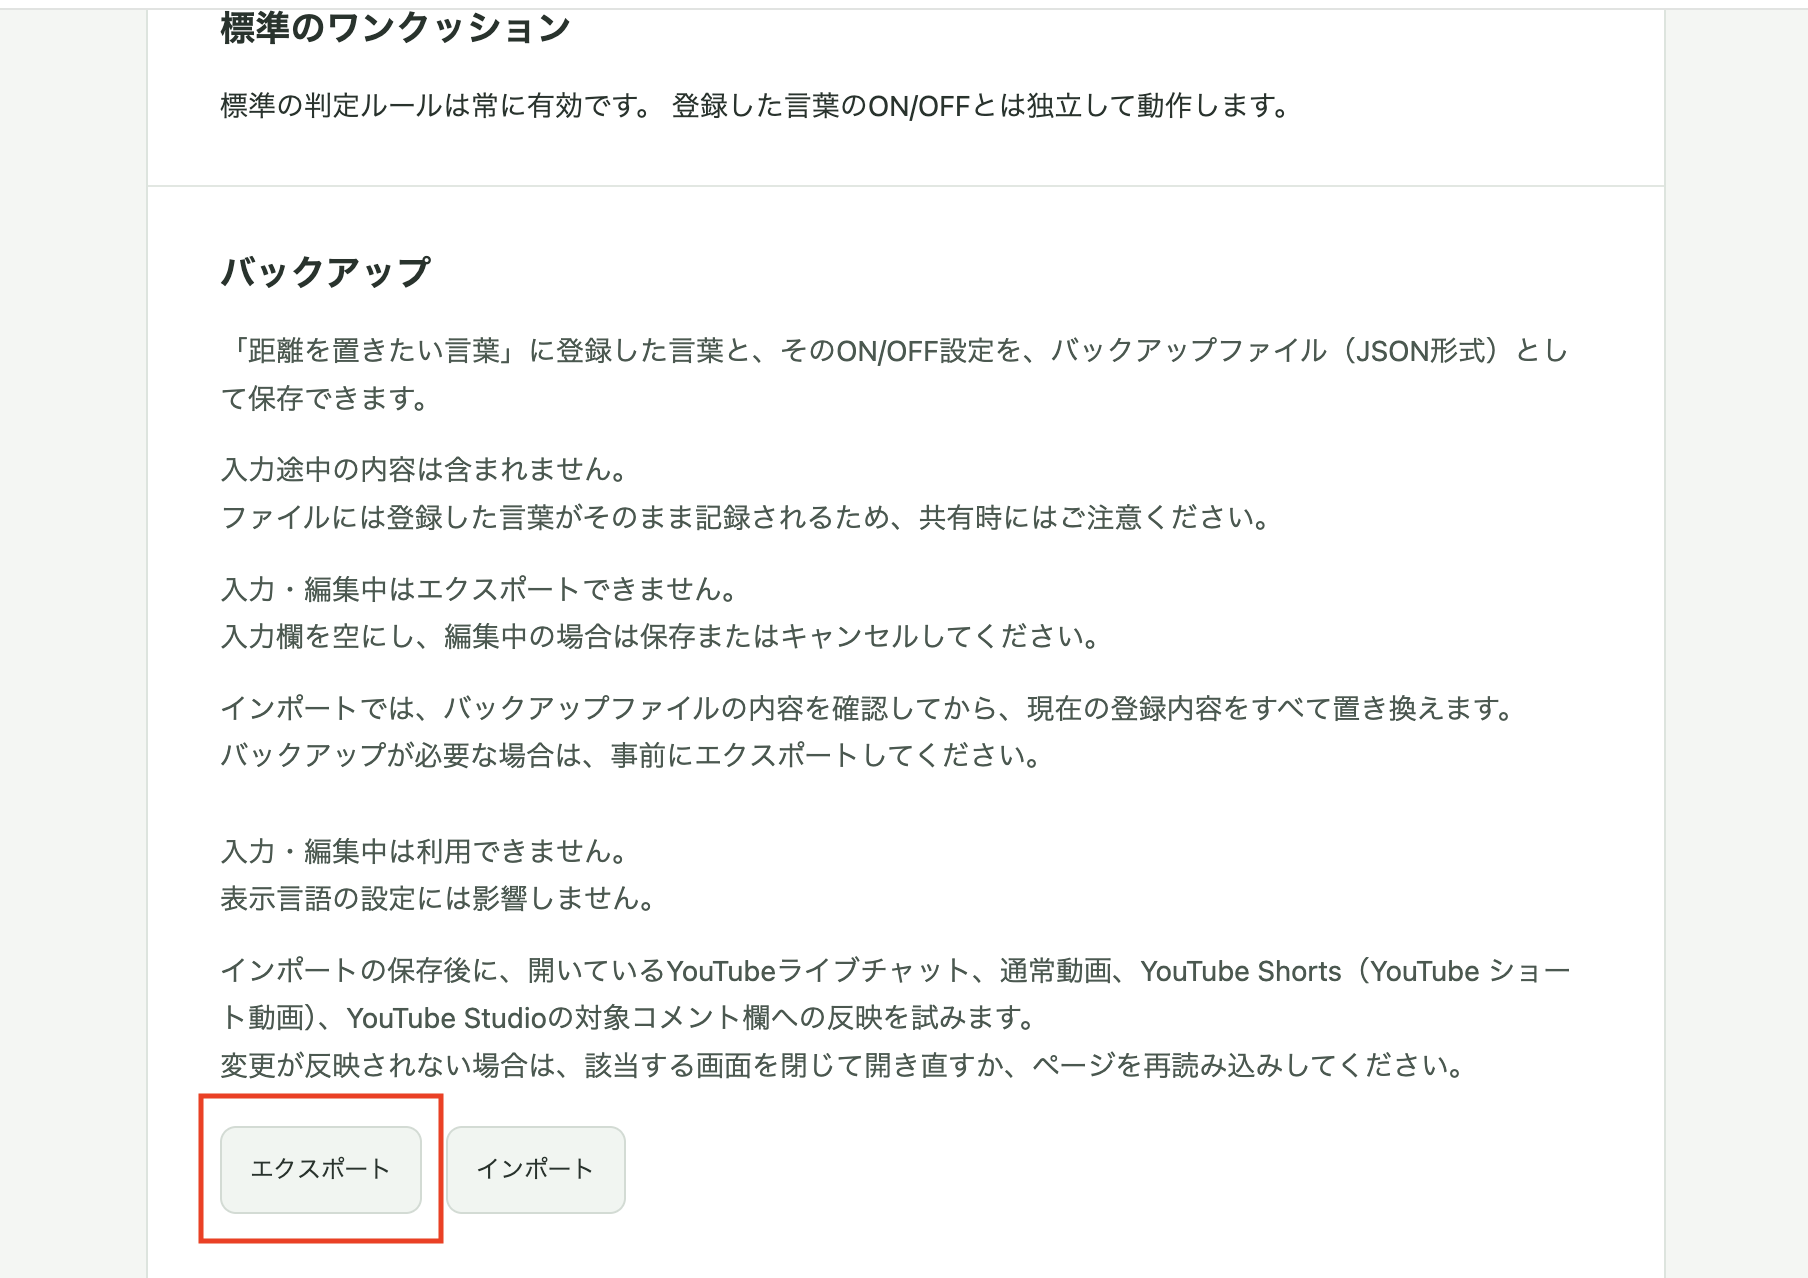 標準のワンクッション
標準の判定ルールは常に有効です。 登録した言葉のON/OFFとは独立して動作します。
バックアップ
「距離を置きたい言葉」に登録した言葉と、そのON/OFF設定を、バックアップファイル（JSON形式）とし
て保存できます。
入力途中の内容は含まれません。
ファイルには登録した言葉がそのまま記録されるため、共有時にはご注意ください。
入力・編集中はエクスポートできません。
入力欄を空にし、編集中の場合は保存またはキャンセルしてください。
インポートでは、バックアップファイルの内容を確認してから、現在の登録内容をすべて置き換えます。
バックアップが必要な場合は、事前にエクスポートしてください。
入力・編集中は利用できません。
表示言語の設定には影響しません。
インポートの保存後に、開いているYouTubeライブチャット、通常動画、YouTube Shorts（YouTube ショー
ト動画）、YouTube Studioの対象コメント欄への反映を試みます。
変更が反映されない場合は、該当する画面を閉じて開き直すか、ページを再読み込みしてください。
エクスポート
インポート